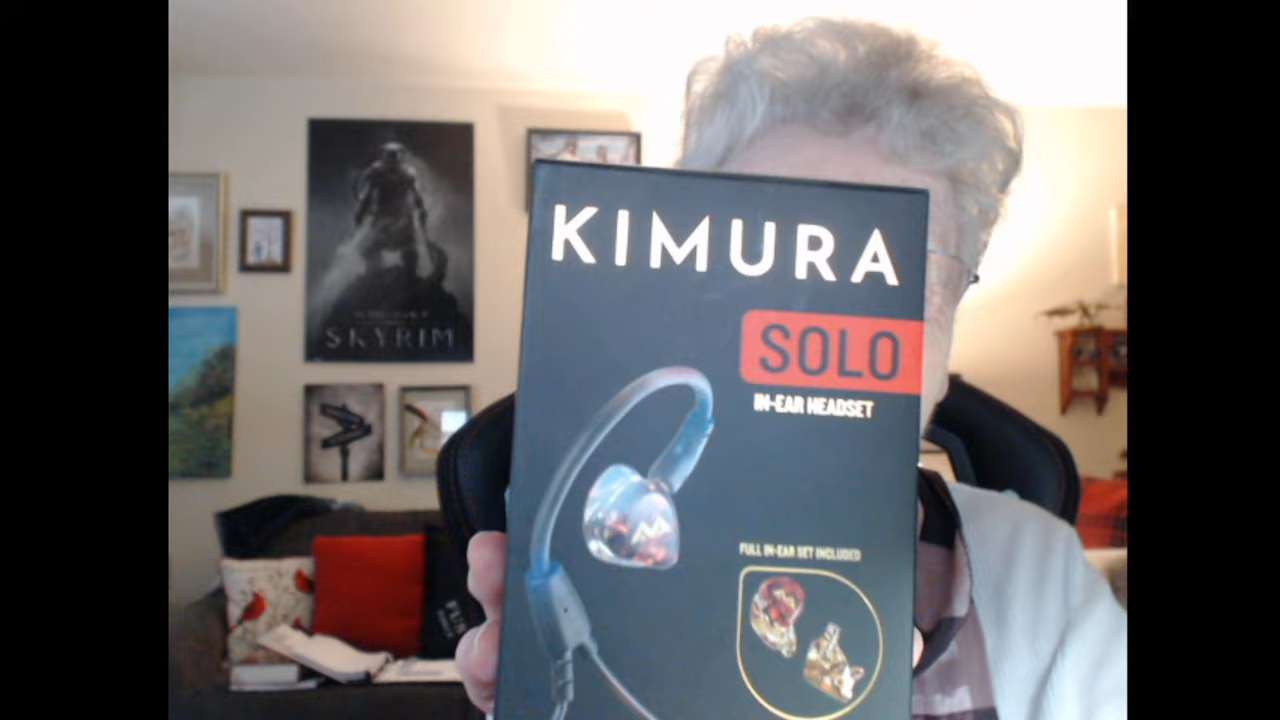 KIMURA
SOLO
IN-EAR HEADSET
FULL IN-EAR SET INCLUDED
SKYRIM